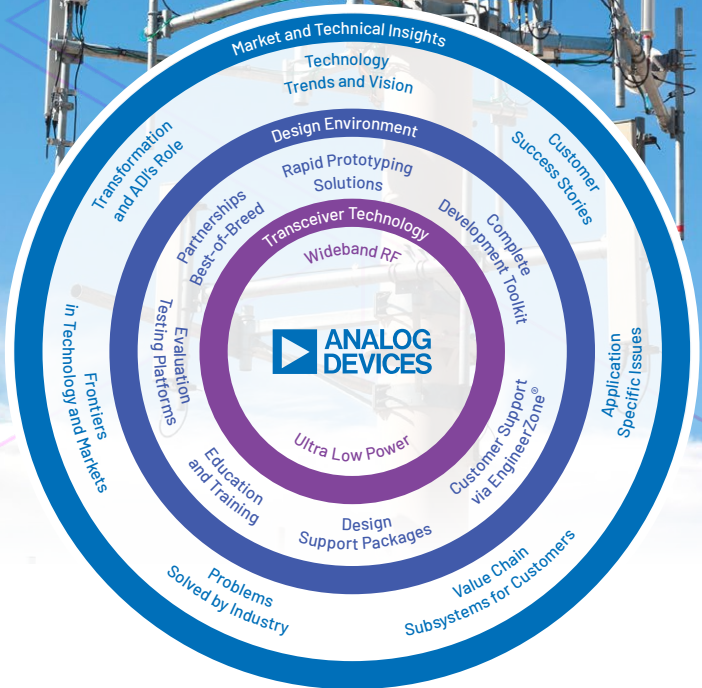 Market and Technical Insights
Technology
Trends and Vision
Customer
Success Stories
Application
Specific Issues
Value Chain
Subsystems for Customers
Problems
Solved by Industry
Frontiers
in Technology and Markets
Transformation
and ADI's Role
Design Environment
Rapid Prototyping
Solutions
Complete
Development Toolkit
Customer Support
via EngineerZone®
Design
Support Packages
Education
and Training
Evaluation
Testing Platforms
Partnerships
Best-of-Breed
Transceiver Technology
Wideband RF
ANALOG
DEVICES
Ultra Low Power